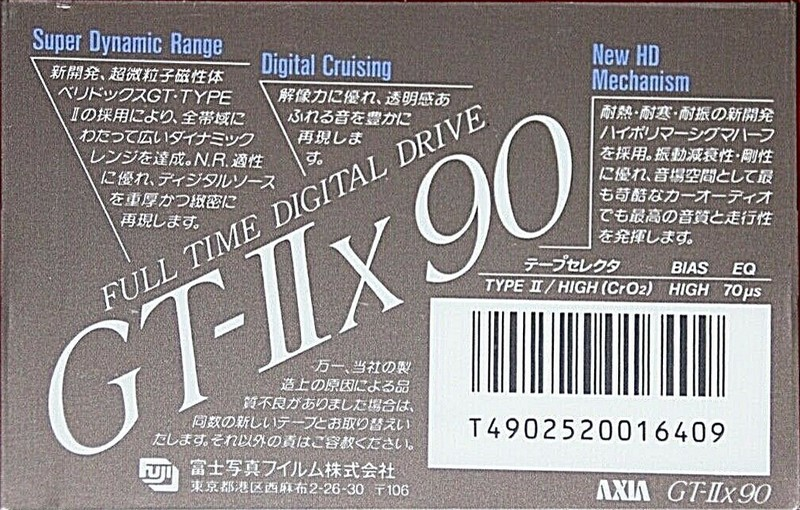 Super Dynamic Range
新開発、超微粒子磁性体
ベリドックスGT・TYPE
Ⅱの採用により、全帯域に
わたって広いダイナミック
レンジを達成。N.R.適性
に優れ、ディジタルソース
を重厚かつ緻密に
再現します。
Digital Cruising
解像力に優れ、透明感あ
ふれる音を豊かに
再現しま
す。
New HD
Mechanism
耐熱・耐寒・耐振の新開発
ハイポリマーシグマハーフ
を採用。振動減衰性・剛性
に優れ、音場空間として最
も苛酷なカーオーディオ
でも最高の音質と走行性
を発揮します。
FULL TIME DIGITAL DRIVE
GT-IIx 90
テープセレクタ BIAS EQ
TYPE Ⅱ/HIGH (CrO2) HIGH 70μs
万一、当社の製
造上の原因による品
質不良がありました場合は、
同数の新しいテープとお取り替えい
たします。それ以外の責はご容赦ください。
FUJI 富士写真フイルム株式会社
東京都港区西麻布2-26-30 〒106
T4902520016409
AXIA GT-IIx90